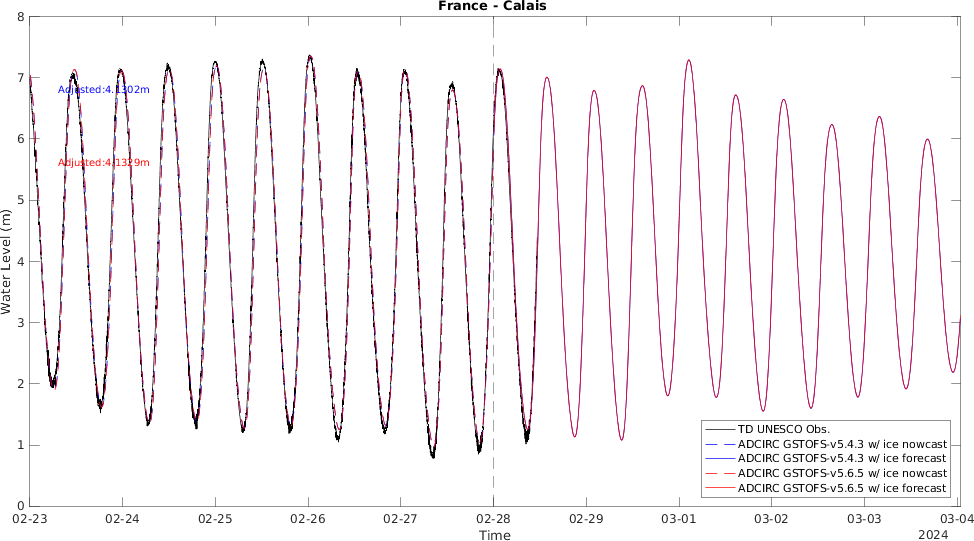 France - Calais
8
7
6
5
4
3
2
1
0
Water Level (m)
Adjusted:4.1302m
Adjusted:4.1329m
TD UNESCO Obs.
ADCIRC GSTOFS-v5.4.3 w/ ice nowcast
ADCIRC GSTOFS-v5.4.3 w/ ice forecast
ADCIRC GSTOFS-v5.6.5 w/ ice nowcast
ADCIRC GSTOFS-v5.6.5 w/ ice forecast
02-23 02-24 02-25 02-26 02-27 02-28 02-29 03-01 03-02 03-03 03-04
Time
2024